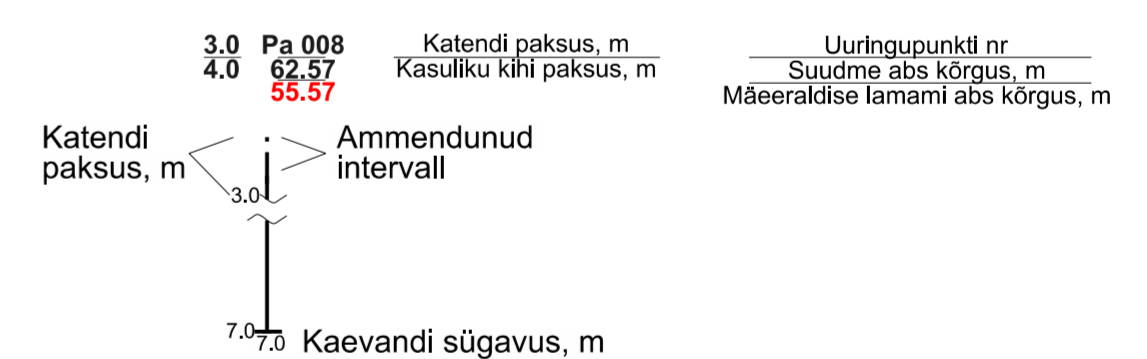 3.0 Pa 008 Katendi paksus, m Uuringupunkti nr
4.0 62.57 Kasuliku kihi paksus, m Suudme abs kõrgus, m
55.57 Mäeeraldise lamami abs kõrgus, m
Katendi Ammendunud
paksus, m intervall
3.0
7.0
7.0 Kaevandi sügavus, m